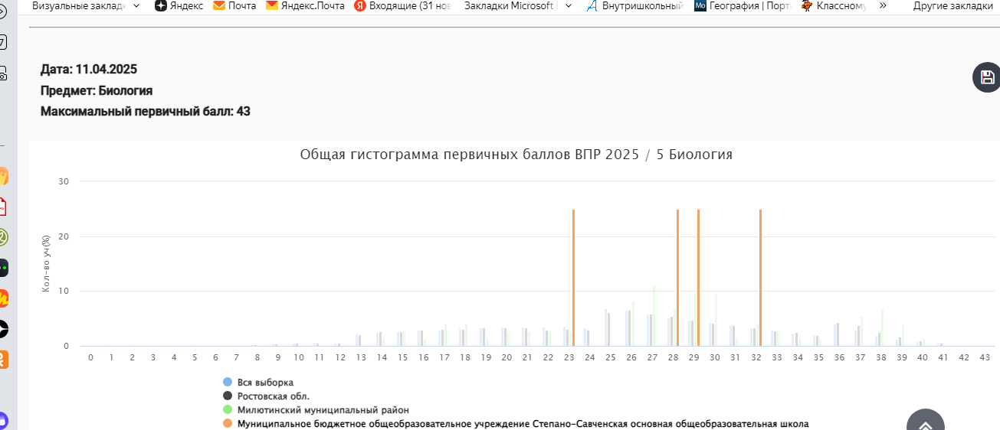 Визуальные заклад
Яндекс
Почта
Яндекс.Почта
Входящие (31 нов
Закладки Microsoft
Внутришкольный
География | Порта
Классному
»
Другие закладки
Дата: 11.04.2025
Предмет: Биология
Максимальный первичный балл: 43
Общая гистограмма первичных баллов ВПР 2025 / 5 Биология
Кол-во уч (%)
30
20
10
0
0 1 2 3 4 5 6 7 8 9 10 11 12 13 14 15 16 17 18 19 20 21 22 23 24 25 26 27 28 29 30 31 32 33 34 35 36 37 38 39 40 41 42 43
Вся выборка
Ростовская обл.
Милютинский муниципальный район
Муниципальное бюджетное общеобразовательное учреждение Степано-Савченская основная общеобразовательная школа